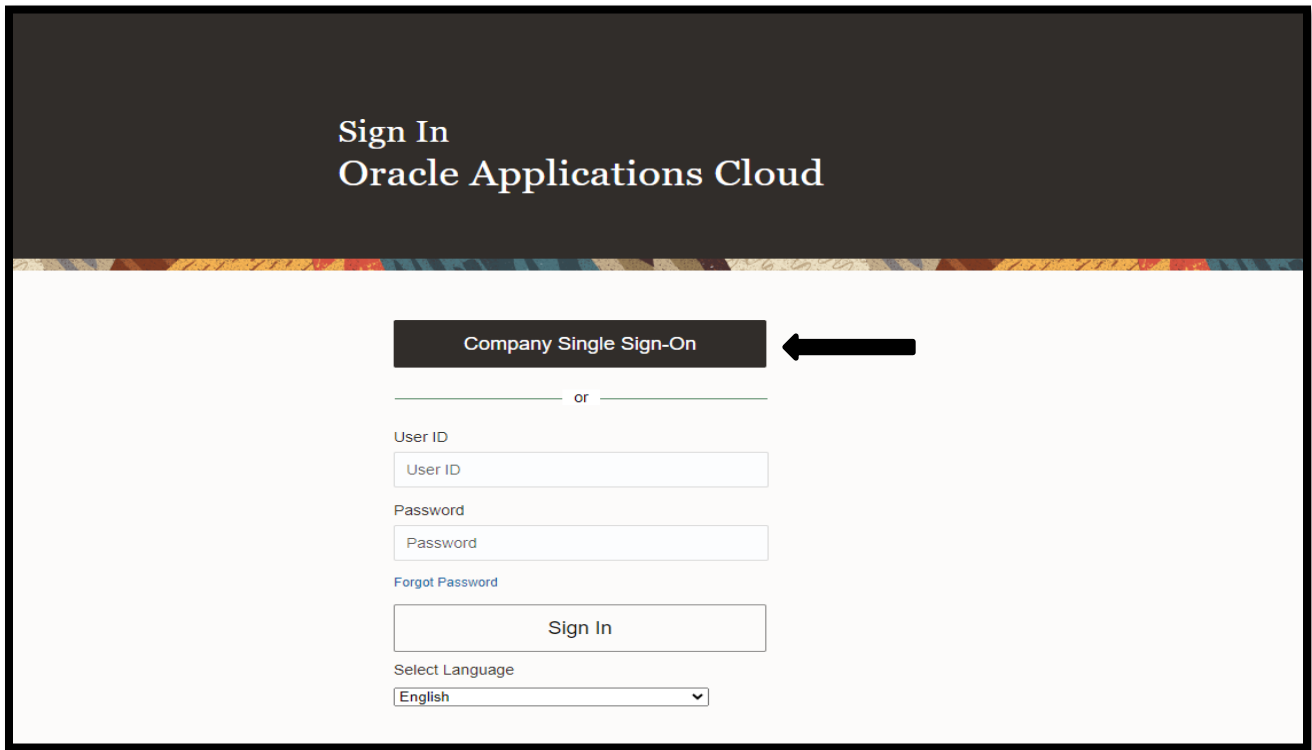 Sign In
Oracle Applications Cloud
Company Single Sign-On
or
User ID
User ID
Password
Password
Forgot Password
Sign In
Select Language
English